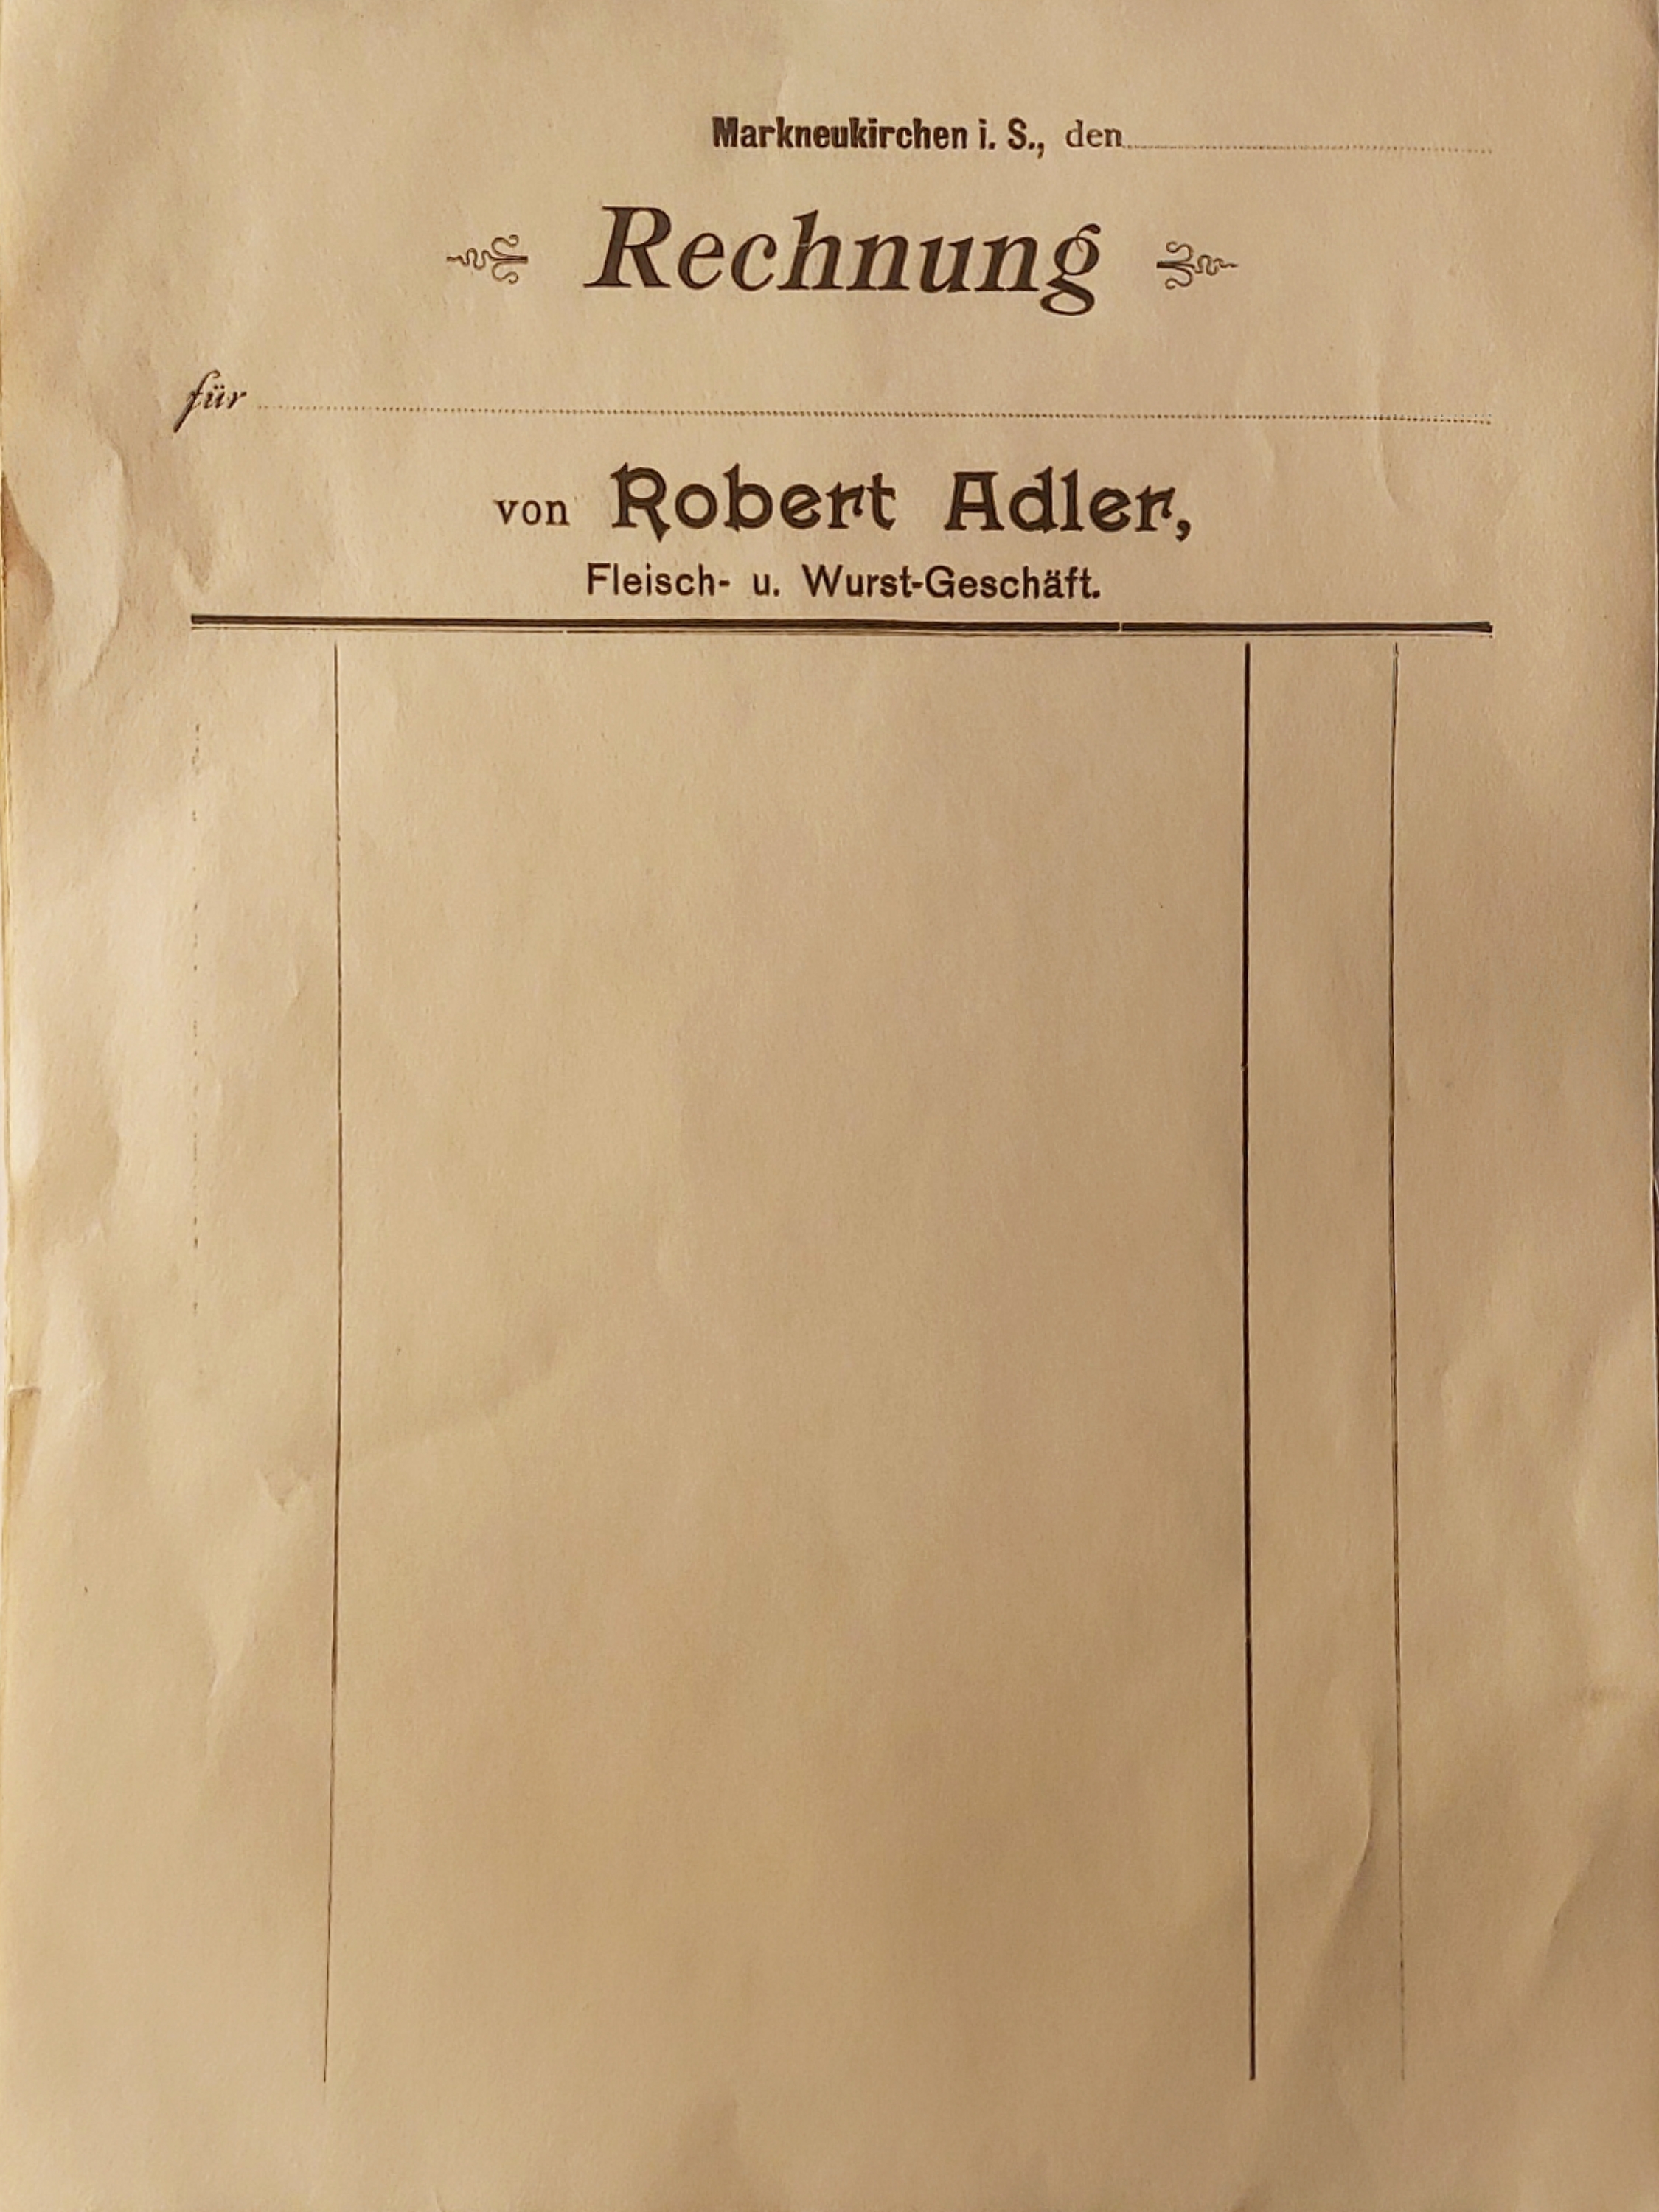 Markneukirchen i. S., den
Rechnung
für
von Robert Adler,
Fleisch- u. Wurst-Geschäft.